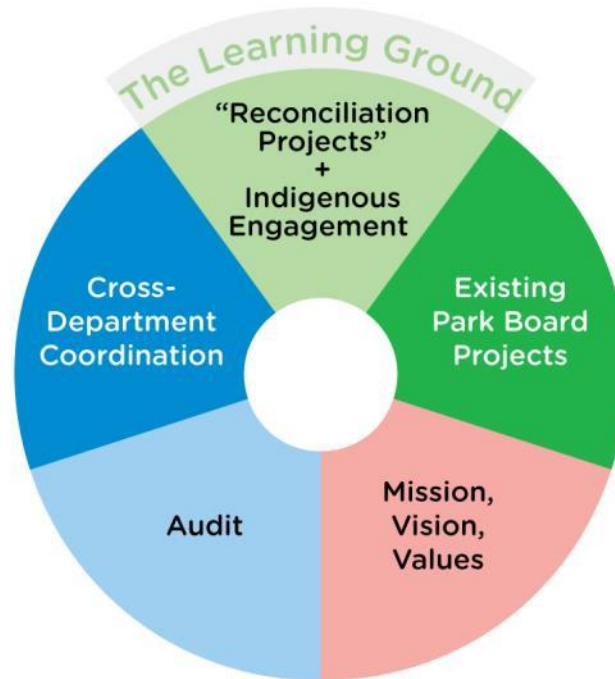 The Learning Ground
“Reconciliation
Projects”
+
Indigenous
Engagement
Cross-
Department
Coordination
Existing
Park Board
Projects
Audit
Mission,
Vision,
Values